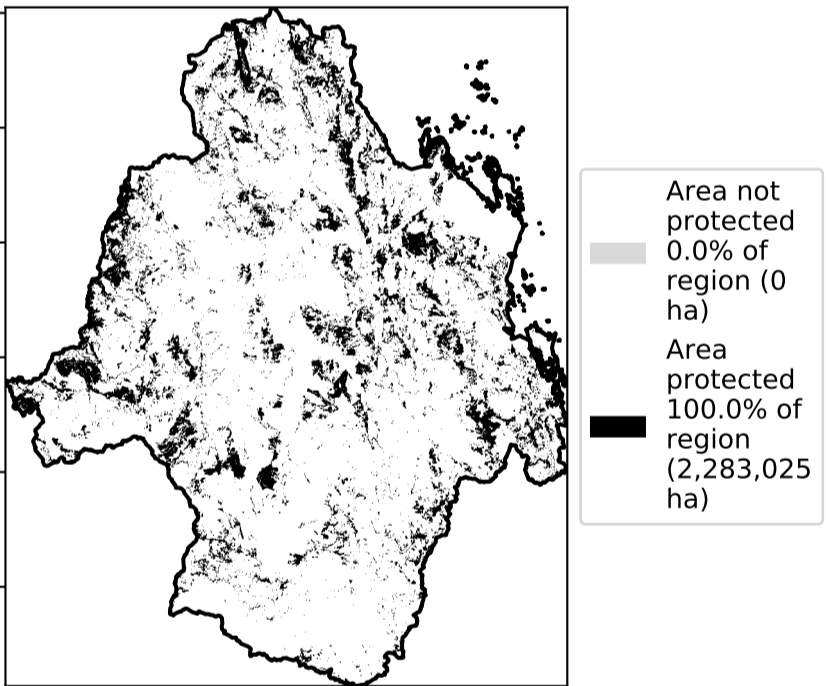 Area not
protected
0.0% of
region (0
ha)
Area
protected
100.0% of
region
(2,283,025
ha)